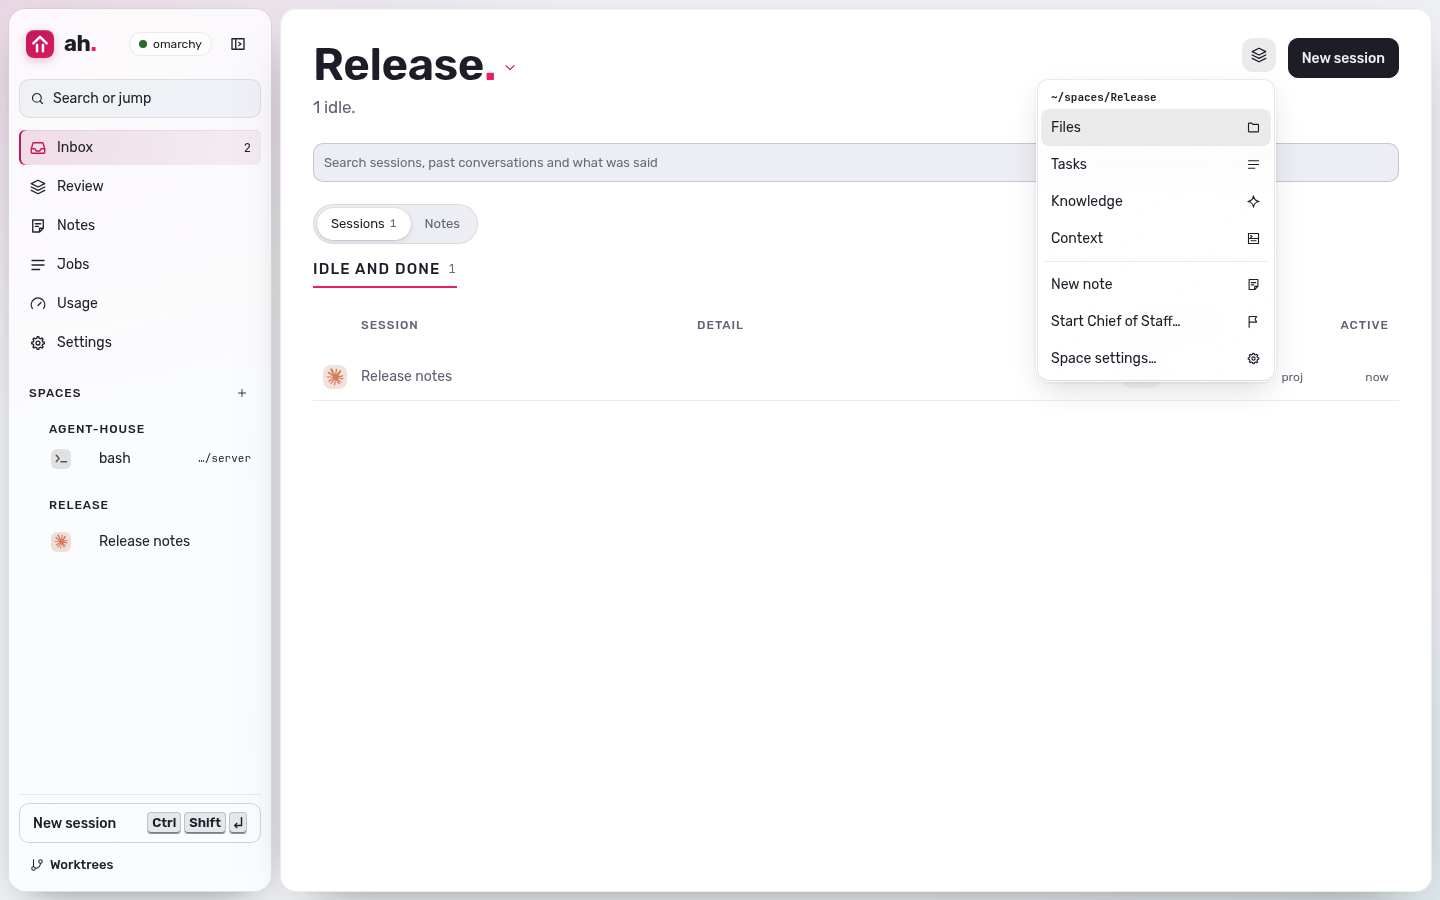 ah.
omarchy
Search or jump
Inbox 2
Review
Notes
Jobs
Usage
Settings
SPACES
AGENT-HOUSE
bash …/server
RELEASE
Release notes
New session Ctrl Shift
Worktrees
Release.
1 idle.
New session
Search sessions, past conversations and what was said
Sessions 1 Notes
IDLE AND DONE 1
SESSION DETAIL ACTIVE
Release notes proj now
~/spaces/Release
Files
Tasks
Knowledge
Context
New note
Start Chief of Staff…
Space settings…